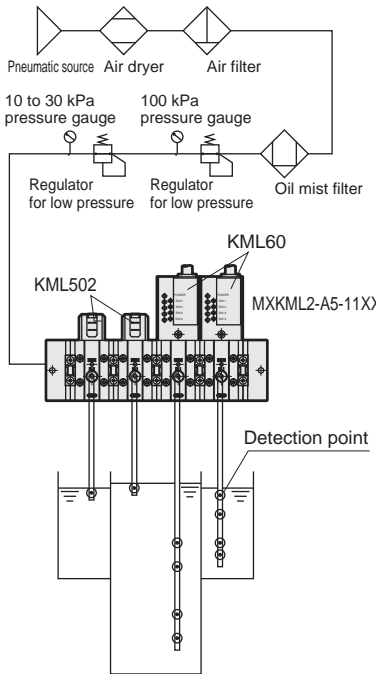 Pneumatic source
Air dryer
Air filter
10 to 30 kPa
pressure gauge
100 kPa
pressure gauge
Regulator
for low pressure
Regulator
for low pressure
Oil mist filter
KML60
KML502
MXKML2-A5-11XX
Detection point